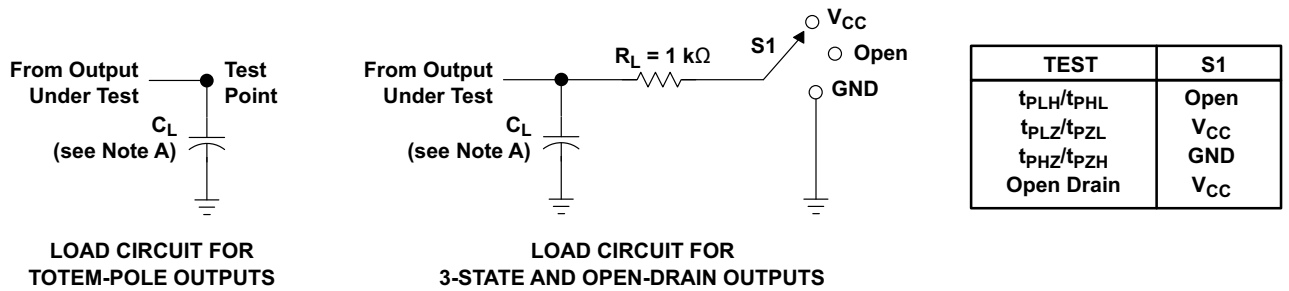 From Output
Under Test
Test
Point
C_L
(see Note A)
LOAD CIRCUIT FOR
TOTEM-POLE OUTPUTS
From Output
Under Test
R_L = 1 kΩ
S1
V_CC
Open
GND
C_L
(see Note A)
LOAD CIRCUIT FOR
3-STATE AND OPEN-DRAIN OUTPUTS
TEST S1
t_PLH/t_PHL Open
t_PLZ/t_PZL V_CC
t_PHZ/t_PZH GND
Open Drain V_CC